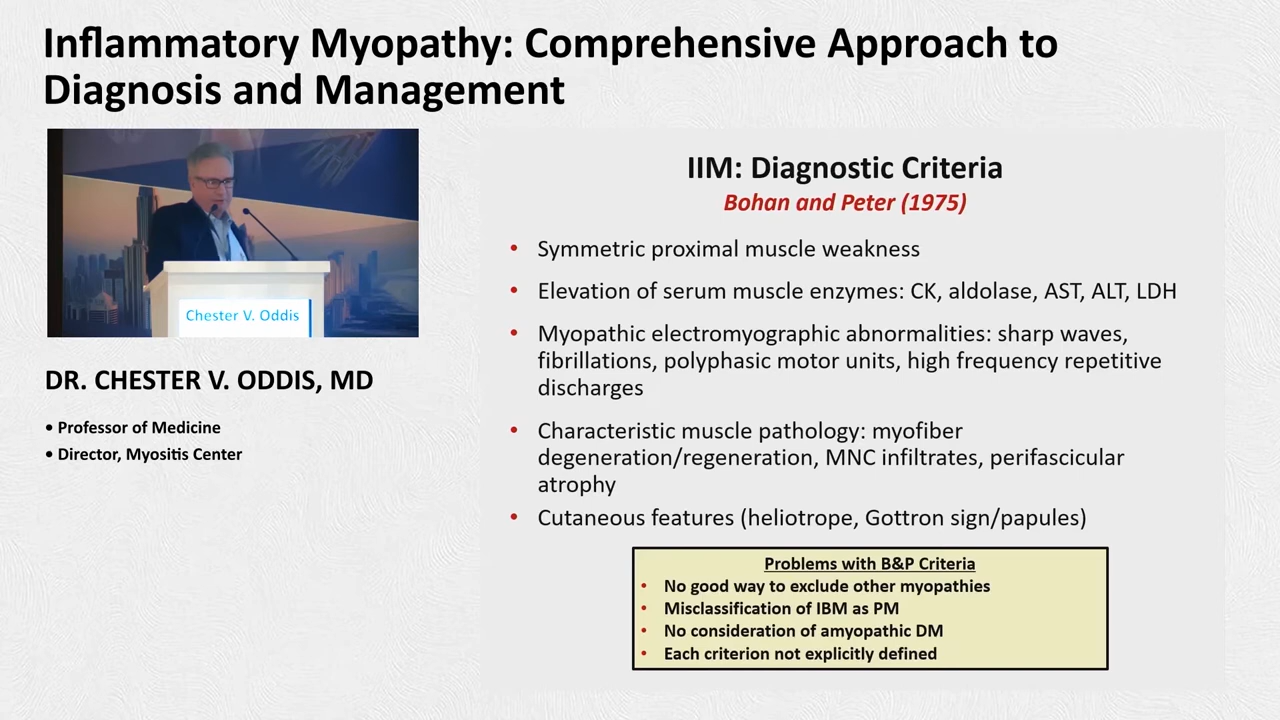 Inflammatory Myopathy: Comprehensive Approach to
Diagnosis and Management
Chester V. Oddis
DR. CHESTER V. ODDIS, MD
• Professor of Medicine
• Director, Myositis Center
IIM: Diagnostic Criteria
Bohan and Peter (1975)
• Symmetric proximal muscle weakness
• Elevation of serum muscle enzymes: CK, aldolase, AST, ALT, LDH
• Myopathic electromyographic abnormalities: sharp waves,
fibrillations, polyphasic motor units, high frequency repetitive
discharges
• Characteristic muscle pathology: myofiber
degeneration/regeneration, MNC infiltrates, perifascicular
atrophy
• Cutaneous features (heliotrope, Gottron sign/papules)
Problems with B&P Criteria
• No good way to exclude other myopathies
• Misclassification of IBM as PM
• No consideration of amyopathic DM
• Each criterion not explicitly defined